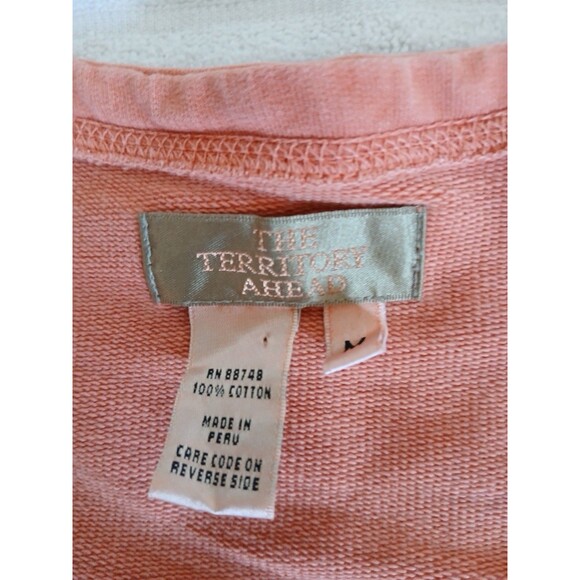 THE
TERRITORY
AHEAD
M
RN 88748
100% COTTON
MADE IN
PERU
CARE CODE ON
REVERSE SIDE